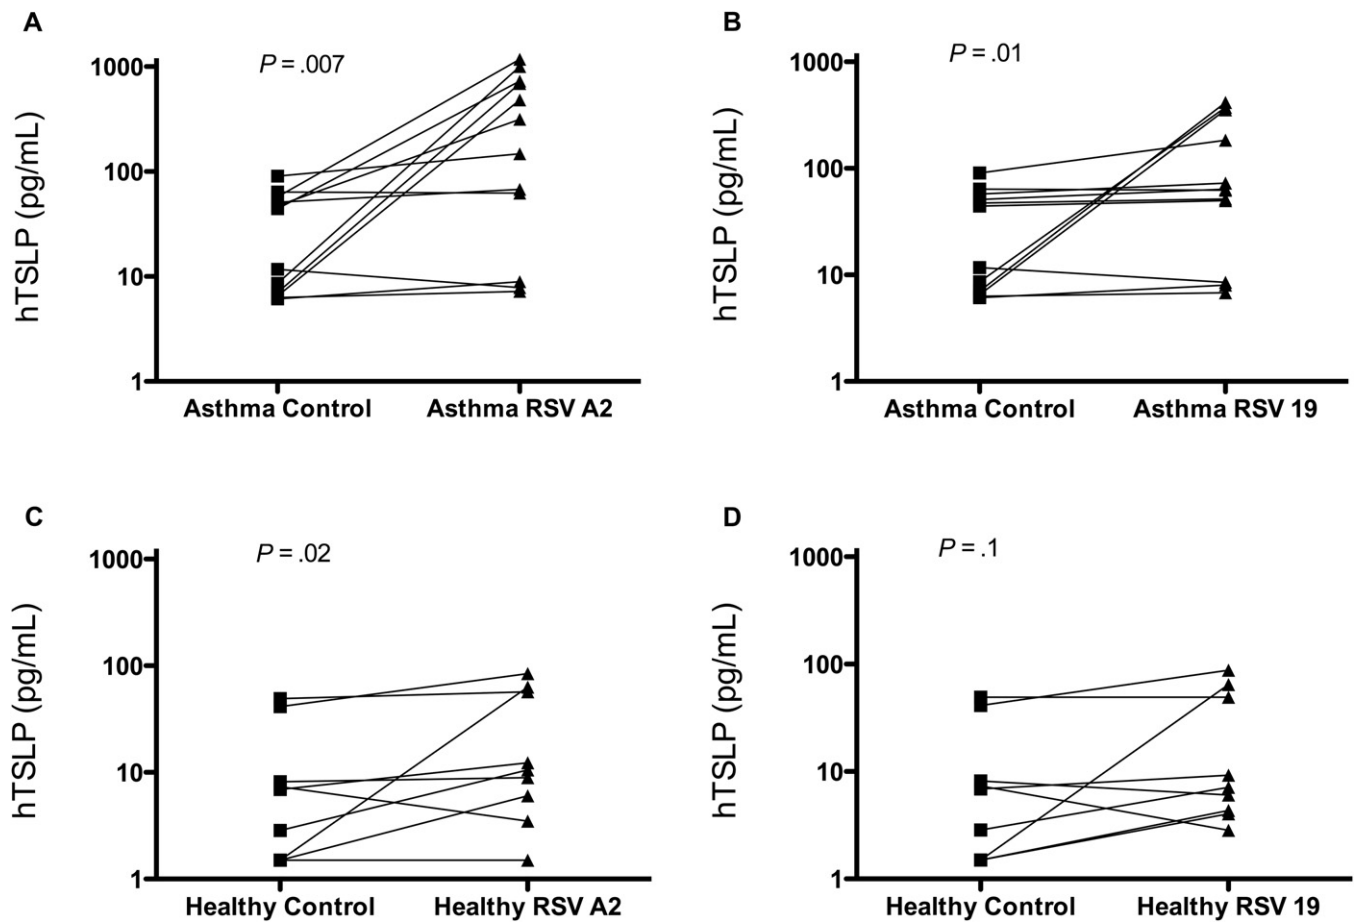 A
P = .007
hTSLP (pg/mL)
1000
100
10
1
Asthma Control
Asthma RSV A2
B
P = .01
hTSLP (pg/mL)
1000
100
10
1
Asthma Control
Asthma RSV 19
C
P = .02
hTSLP (pg/mL)
1000
100
10
1
Healthy Control
Healthy RSV A2
D
P = .1
hTSLP (pg/mL)
1000
100
10
1
Healthy Control
Healthy RSV 19